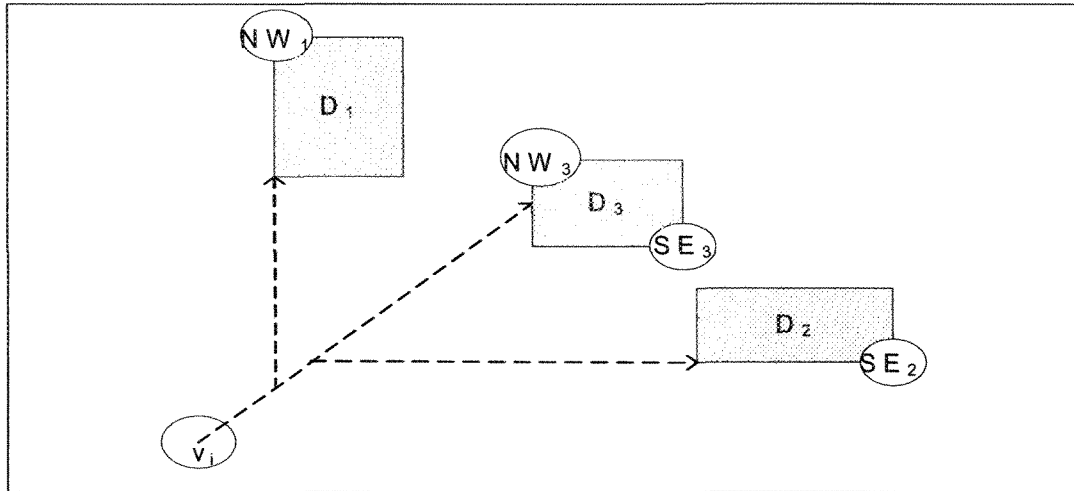 NW₁
D₁
NW₃
D₃
SE₃
D₂
SE₂
vᵢ